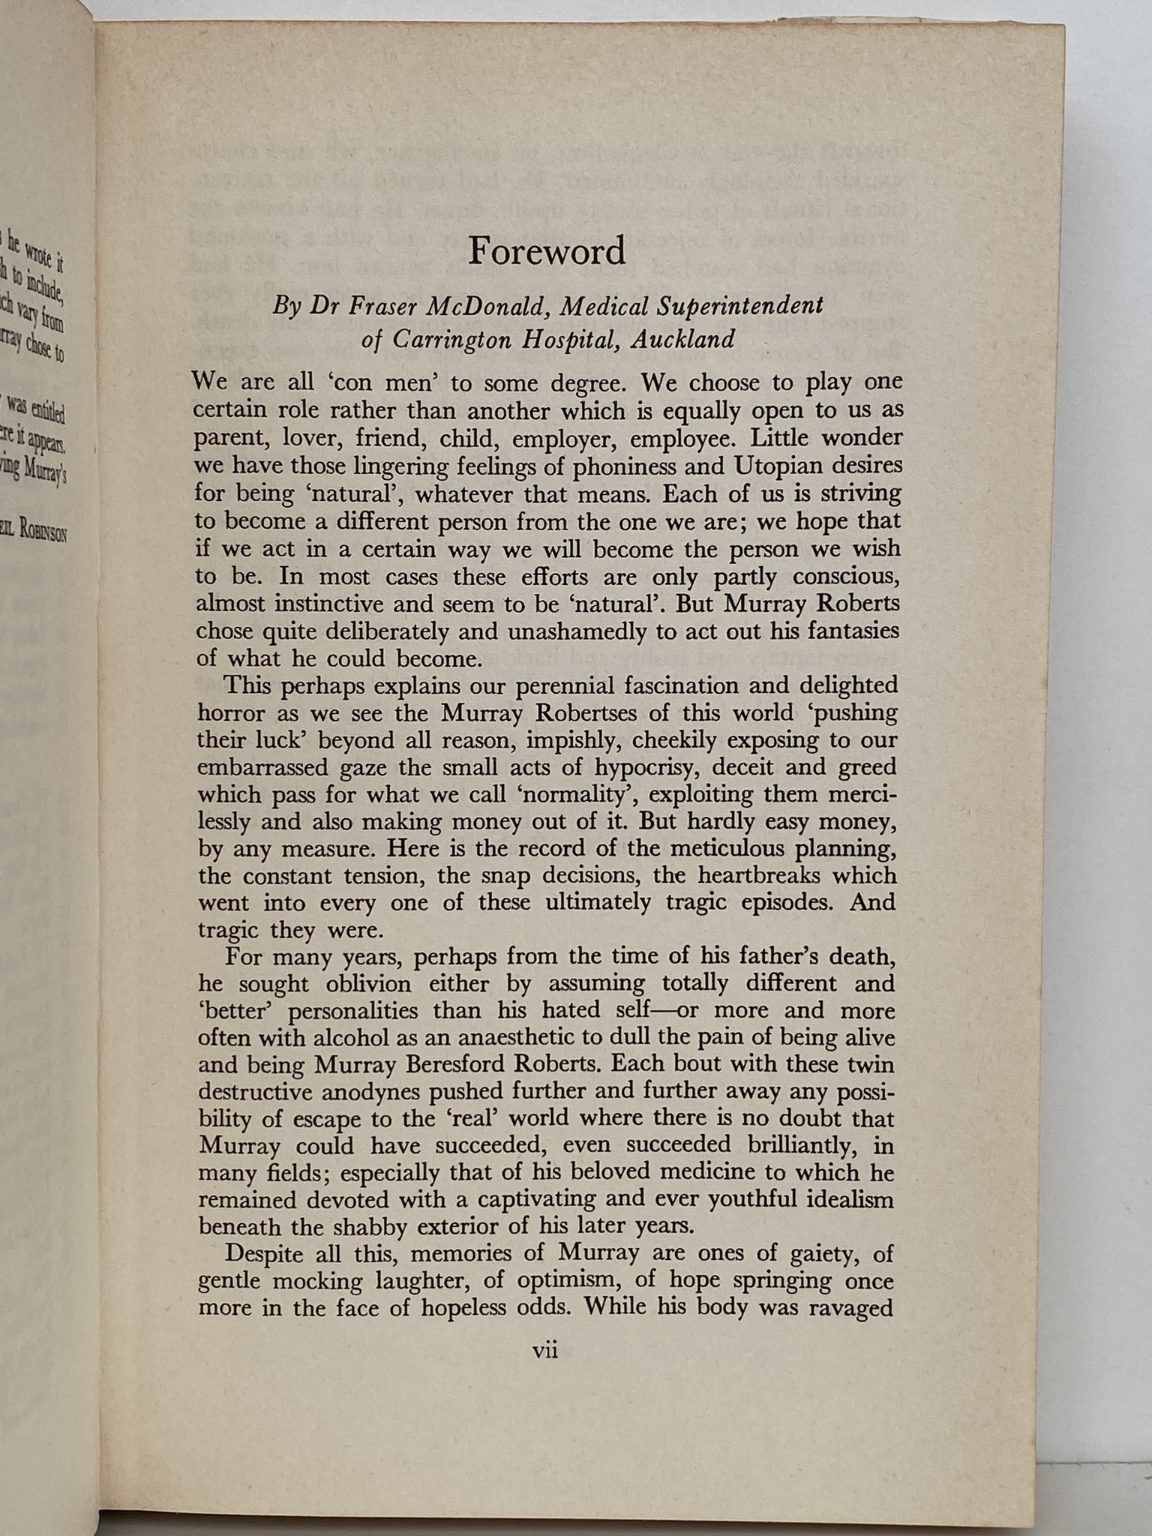 he wrote it
to include,
vary from
chose to
was entitled
it appears.
Murray's
ROBINSON
Foreword
By Dr Fraser McDonald, Medical Superintendent
of Carrington Hospital, Auckland
We are all ‘con men’ to some degree. We choose to play one
certain role rather than another which is equally open to us as
parent, lover, friend, child, employer, employee. Little wonder
we have those lingering feelings of phoniness and Utopian desires
for being ‘natural’, whatever that means. Each of us is striving
to become a different person from the one we are; we hope that
if we act in a certain way we will become the person we wish
to be. In most cases these efforts are only partly conscious,
almost instinctive and seem to be ‘natural’. But Murray Roberts
chose quite deliberately and unashamedly to act out his fantasies
of what he could become.
This perhaps explains our perennial fascination and delighted
horror as we see the Murray Robertses of this world ‘pushing
their luck’ beyond all reason, impishly, cheekily exposing to our
embarrassed gaze the small acts of hypocrisy, deceit and greed
which pass for what we call ‘normality’, exploiting them merci-
lessly and also making money out of it. But hardly easy money,
by any measure. Here is the record of the meticulous planning,
the constant tension, the snap decisions, the heartbreaks which
went into every one of these ultimately tragic episodes. And
tragic they were.
For many years, perhaps from the time of his father’s death,
he sought oblivion either by assuming totally different and
‘better’ personalities than his hated self—or more and more
often with alcohol as an anaesthetic to dull the pain of being alive
and being Murray Beresford Roberts. Each bout with these twin
destructive anodynes pushed further and further away any possi-
bility of escape to the ‘real’ world where there is no doubt that
Murray could have succeeded, even succeeded brilliantly, in
many fields; especially that of his beloved medicine to which he
remained devoted with a captivating and ever youthful idealism
beneath the shabby exterior of his later years.
Despite all this, memories of Murray are ones of gaiety, of
gentle mocking laughter, of optimism, of hope springing once
more in the face of hopeless odds. While his body was ravaged
vii